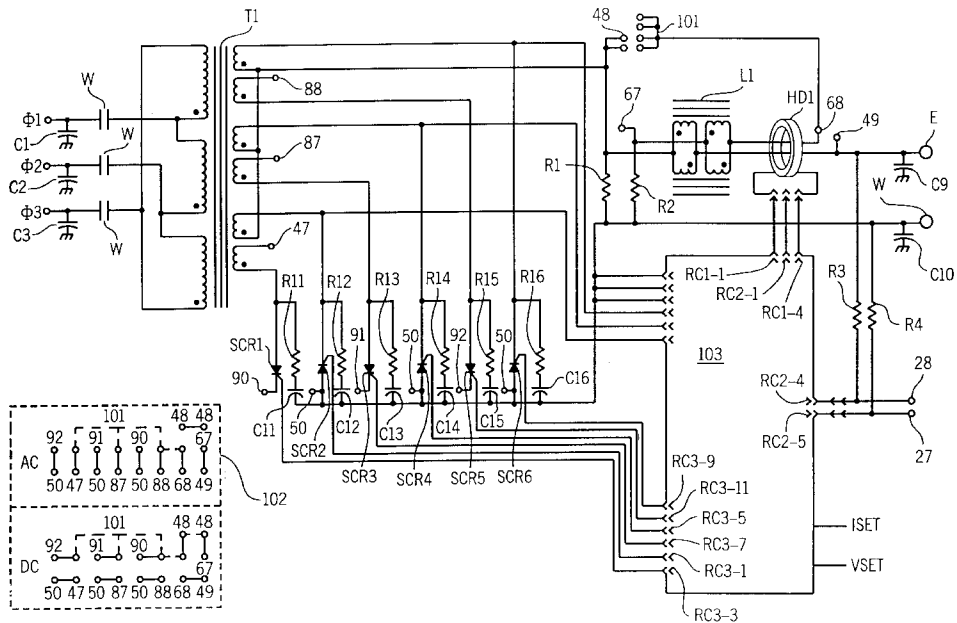 T1
W
Φ1
C1
W
Φ2
C2
Φ3
C3
W
88
87
47
48
101
67
L1
HD1
68
49
E
C9
R1
R2
W
C10
RC1-1
RC2-1
RC1-4
R3
R4
103
R11
R12
R13
R14
R15
R16
SCR1
90
91
50
92
50
C16
C11
50
C12
C13
C14
C15
SCR2
SCR3
SCR4
SCR5
SCR6
RC2-4
28
RC2-5
27
RC3-9
RC3-11
RC3-5
RC3-7
RC3-1
RC3-3
ISET
VSET
101
48 48
92 91 90 67
AC
50 47 50 87 50 88 68 49
102
101
48 48
92 91 90
DC
67
50 47 50 87 50 88 68 49